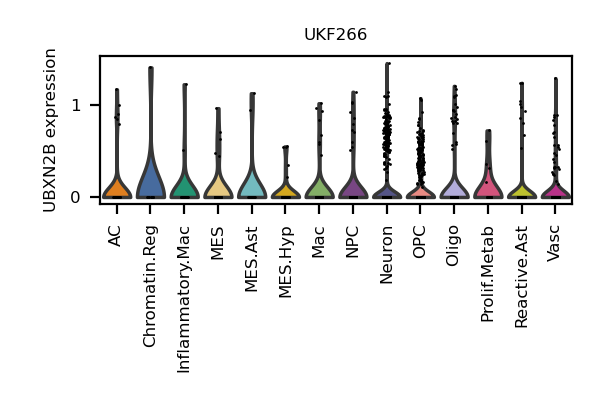 UKF266
UBXN2B expression
1
0
AC
Chromatin.Reg
Inflammatory.Mac
MES
MES.Ast
MES.Hyp
Mac
NPC
Neuron
OPC
Oligo
Prolif.Metab
Reactive.Ast
Vasc